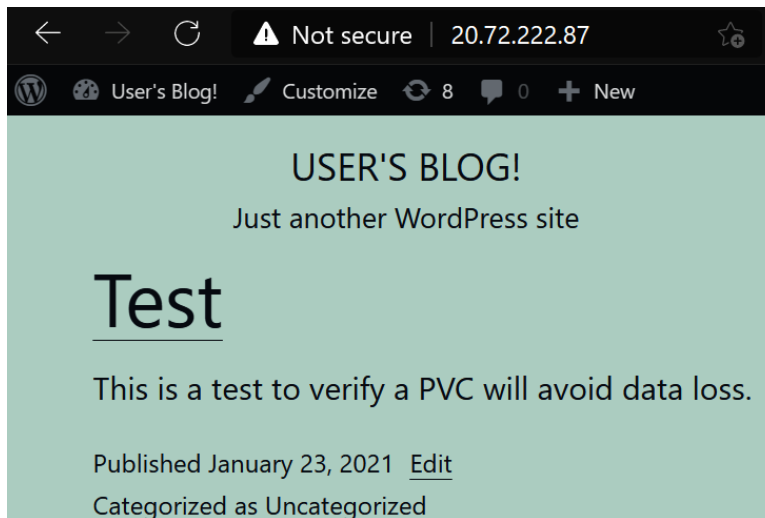 Not secure | 20.72.222.87
User's Blog! Customize 8 0 New
USER'S BLOG!
Just another WordPress site
Test
This is a test to verify a PVC will avoid data loss.
Published January 23, 2021 Edit
Categorized as Uncategorized